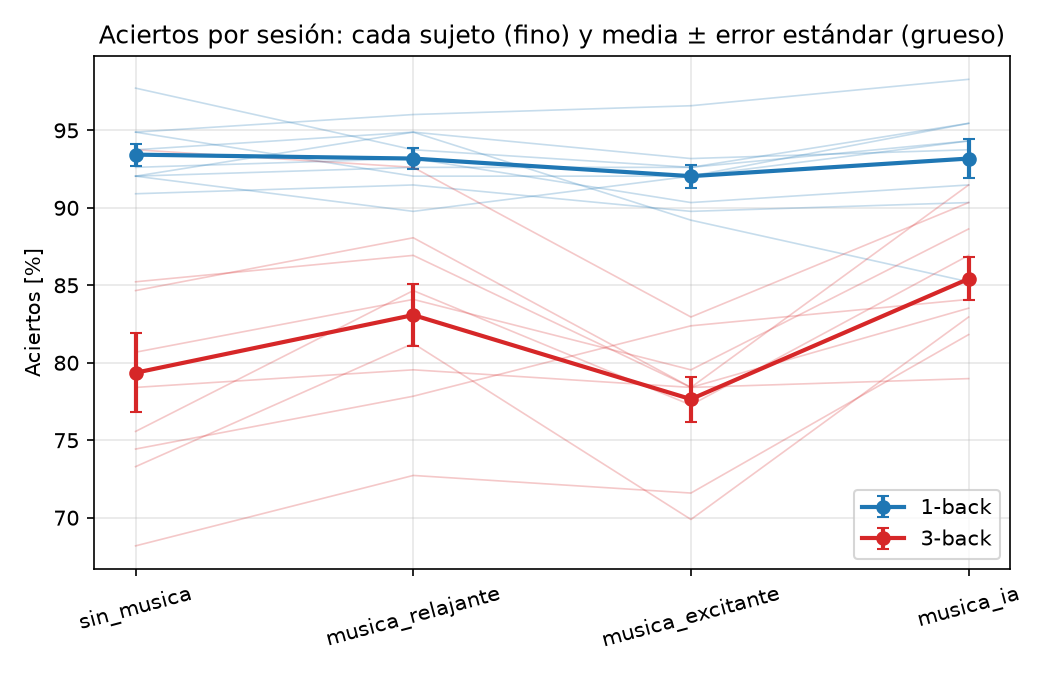 Aciertos por sesión: cada sujeto (fino) y media ± error estándar (grueso)
Aciertos [%]
95
90
85
80
75
70
1-back
3-back
sin_musica
musica_relajante
musica_excitante
musica_ia